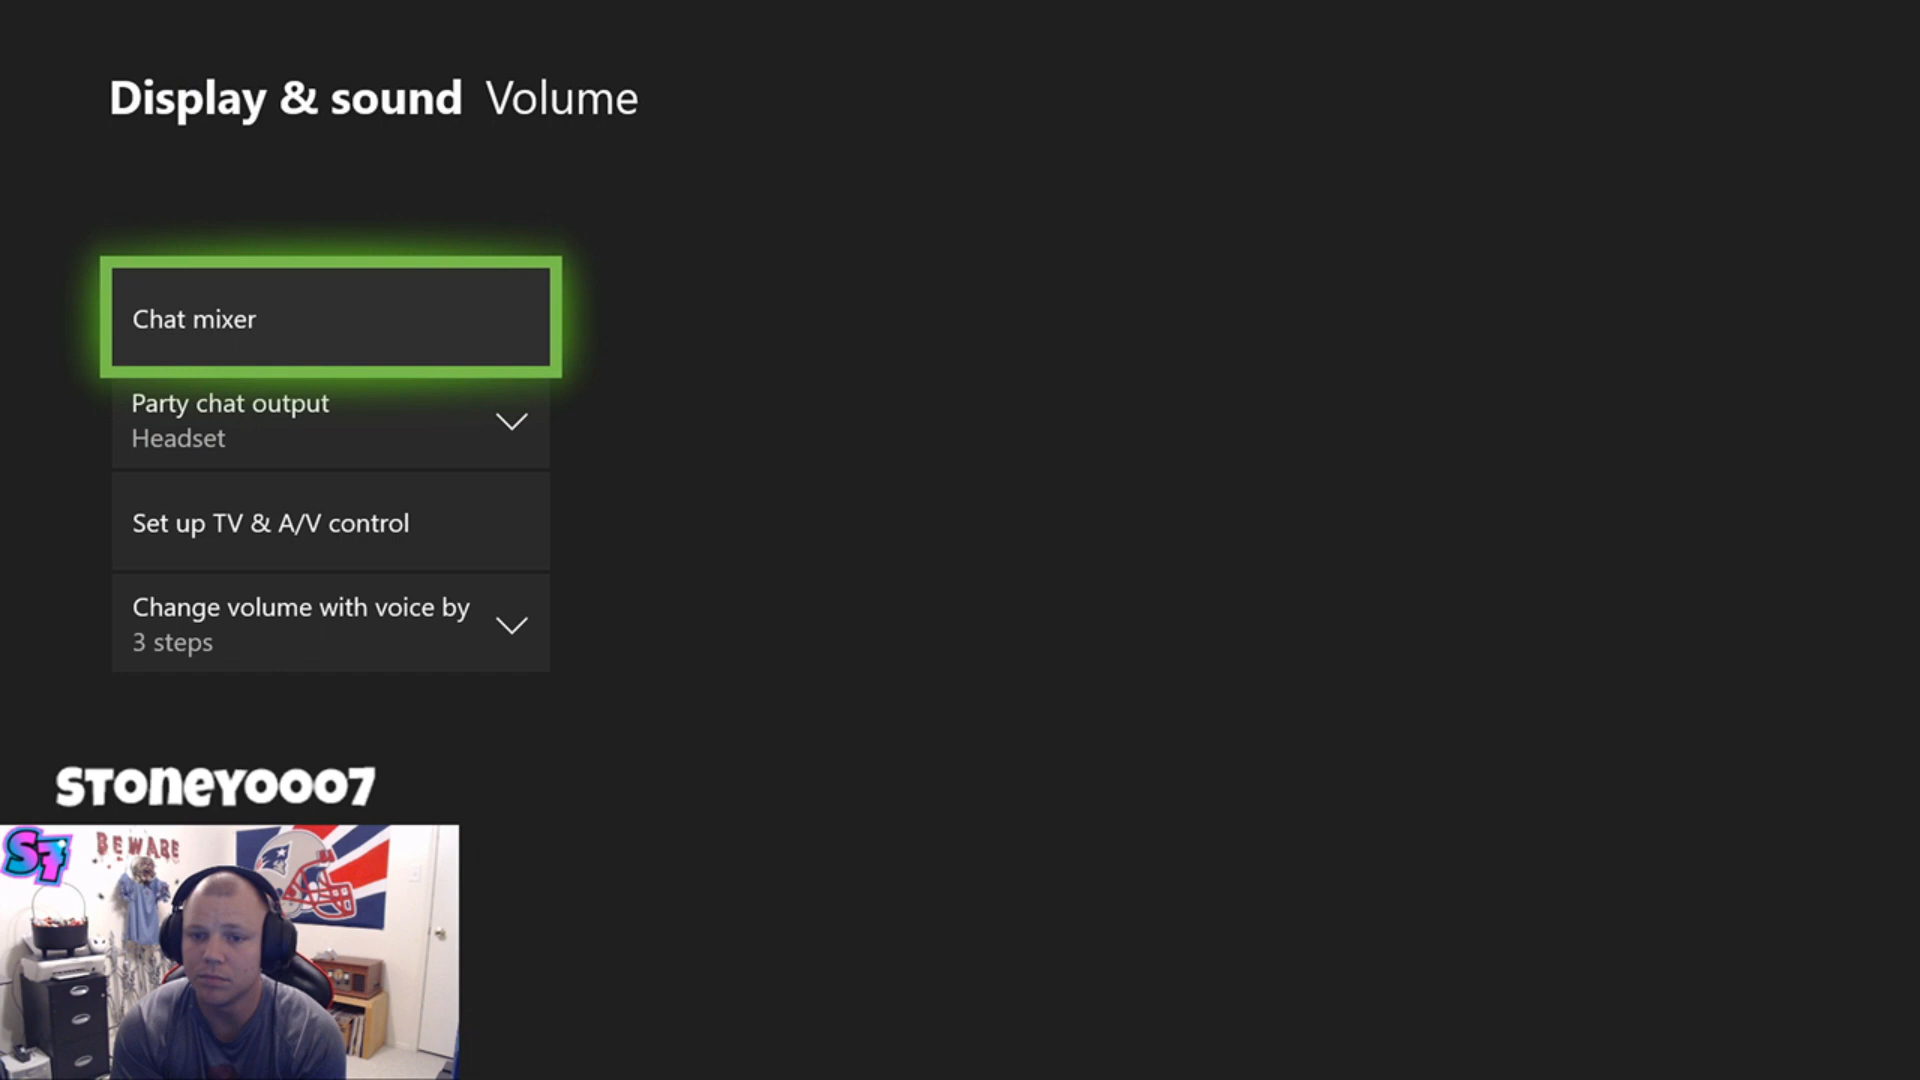 Display & sound Volume
Chat mixer
Party chat output
Headset
Set up TV & A/V control
Change volume with voice by
3 steps
STONEY0007
S7
BEWARE